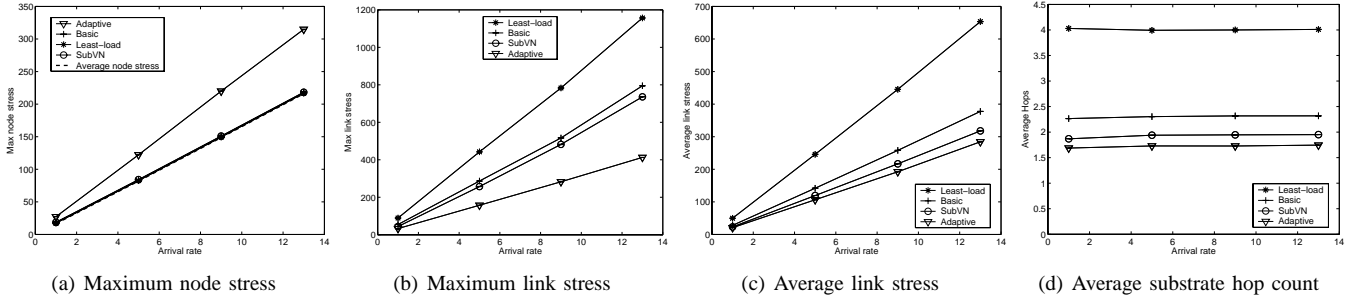 350
300
250
200
150
100
50
0
Max node stress
Adaptive
Basic
Least−load
SubVN
Average node stress
0 2 4 6 8 10 12 14
Arrival rate
(a) Maximum node stress
1200
1000
800
600
400
200
0
Max link stress
Least−load
Basic
SubVN
Adaptive
0 2 4 6 8 10 12 14
Arrival rate
(b) Maximum link stress
700
600
500
400
300
200
100
0
Average link stress
Least−load
Basic
SubVN
Adaptive
0 2 4 6 8 10 12 14
Arrival rate
(c) Average link stress
4.5
4
3.5
3
2.5
2
1.5
1
0.5
0
Average Hops
Least−load
Basic
SubVN
Adaptive
0 2 4 6 8 10 12 14
Arrival rate
(d) Average substrate hop count